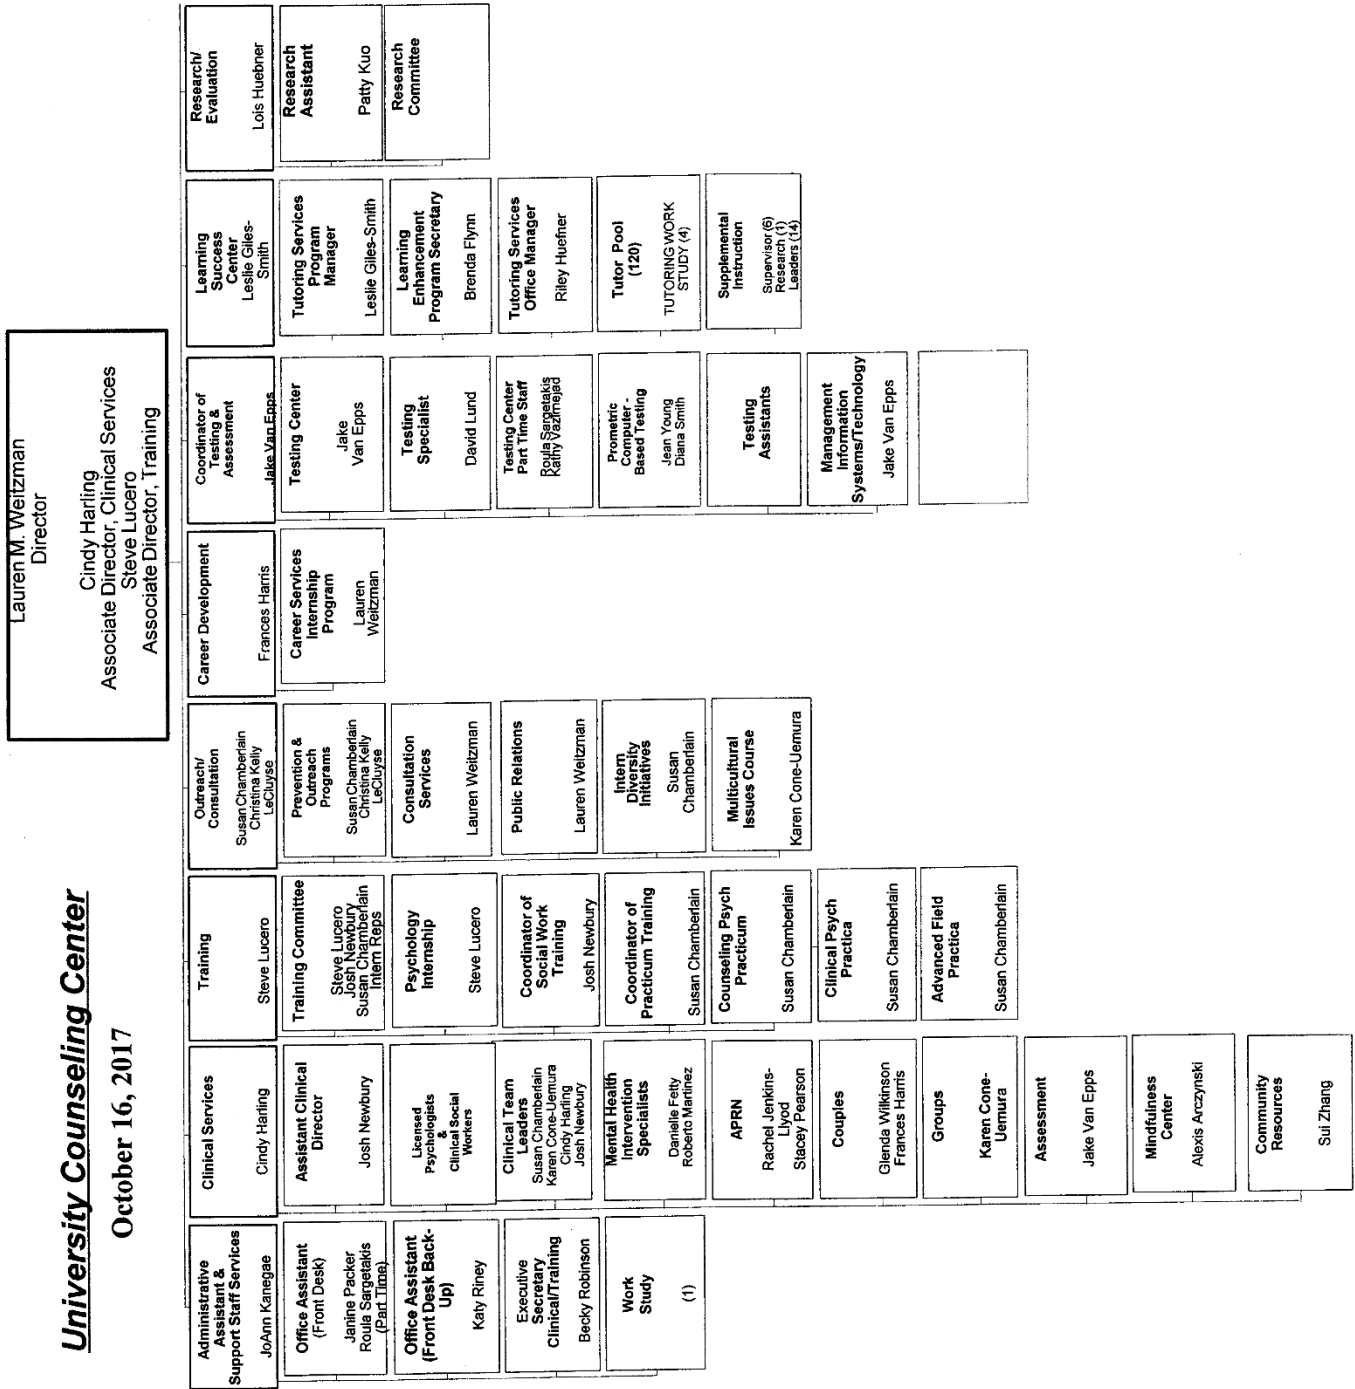 University Counseling Center
October 16, 2017
Lauren M. Weitzman
Director
Cindy Harling
Associate Director, Clinical Services
Steve Lucero
Associate Director, Training
Administrative
Assistant &
Support Staff Services
JoAnn Kanegae
Office Assistant
(Front Desk)
Janine Packer
Roula Sargetakis
(Part Time)
Office Assistant
(Front Desk Back-
Up)
Katy Riney
Executive
Secretary
Clinical/Training
Becky Robinson
Work
Study
(1)
Clinical Services
Cindy Harling
Assistant Clinical
Director
Josh Newbury
Licensed
Psychologists
&
Clinical Social
Workers
Clinical Team
Leaders
Susan Chamberlain
Karen Cone-Uemura
Cindy Harling
Josh Newbury
Mental Health
Intervention
Specialists
Danielle Fetty
Roberto Martinez
APRN
Rachel Jenkins-
Llyod
Stacey Pearson
Couples
Glenda Wilkinson
Frances Harris
Groups
Karen Cone-
Uemura
Assessment
Jake Van Epps
Mindfulness
Center
Alexis Arczynski
Community
Resources
Sui Zhang
Training
Steve Lucero
Training Committee
Steve Lucero
Josh Newbury
Susan Chamberlain
Intern Reps
Psychology
Internship
Steve Lucero
Coordinator of
Social Work
Training
Josh Newbury
Coordinator of
Practicum Training
Susan Chamberlain
Counseling Psych
Practicum
Susan Chamberlain
Clinical Psych
Practica
Susan Chamberlain
Advanced Field
Practica
Susan Chamberlain
Outreach/
Consultation
Susan Chamberlain
Christina Kelly
LeCluyse
Prevention &
Outreach
Programs
Susan Chamberlain
Christina Kelly
LeCluyse
Consultation
Services
Lauren Weitzman
Public Relations
Lauren Weitzman
Intern
Diversity
Initiatives
Susan
Chamberlain
Multicultural
Issues Course
Karen Cone-Uemura
Career Development
Frances Harris
Career Services
Internship
Program
Lauren
Weitzman
Coordinator of
Testing &
Assessment
Jake Van Epps
Testing Center
Jake
Van Epps
Testing
Specialist
David Lund
Testing Center
Part Time Staff
Roula Sargetakis
Kathy Vazirnejad
Prometric
Computer -
Based Testing
Jean Young
Diana Smith
Testing
Assistants
Management
Information
Systems/Technology
Jake Van Epps
Learning
Success
Center
Leslie Giles-
Smith
Tutoring Services
Program
Manager
Leslie Giles-Smith
Learning
Enhancement
Program Secretary
Brenda Flynn
Tutoring Services
Office Manager
Riley Huefner
Tutor Pool
(120)
TUTORING WORK
STUDY (4)
Supplemental
Instruction
Supervisor (6)
Research (1)
Leaders (14)
Research/
Evaluation
Lois Huebner
Research
Assistant
Patty Kuo
Research
Committee